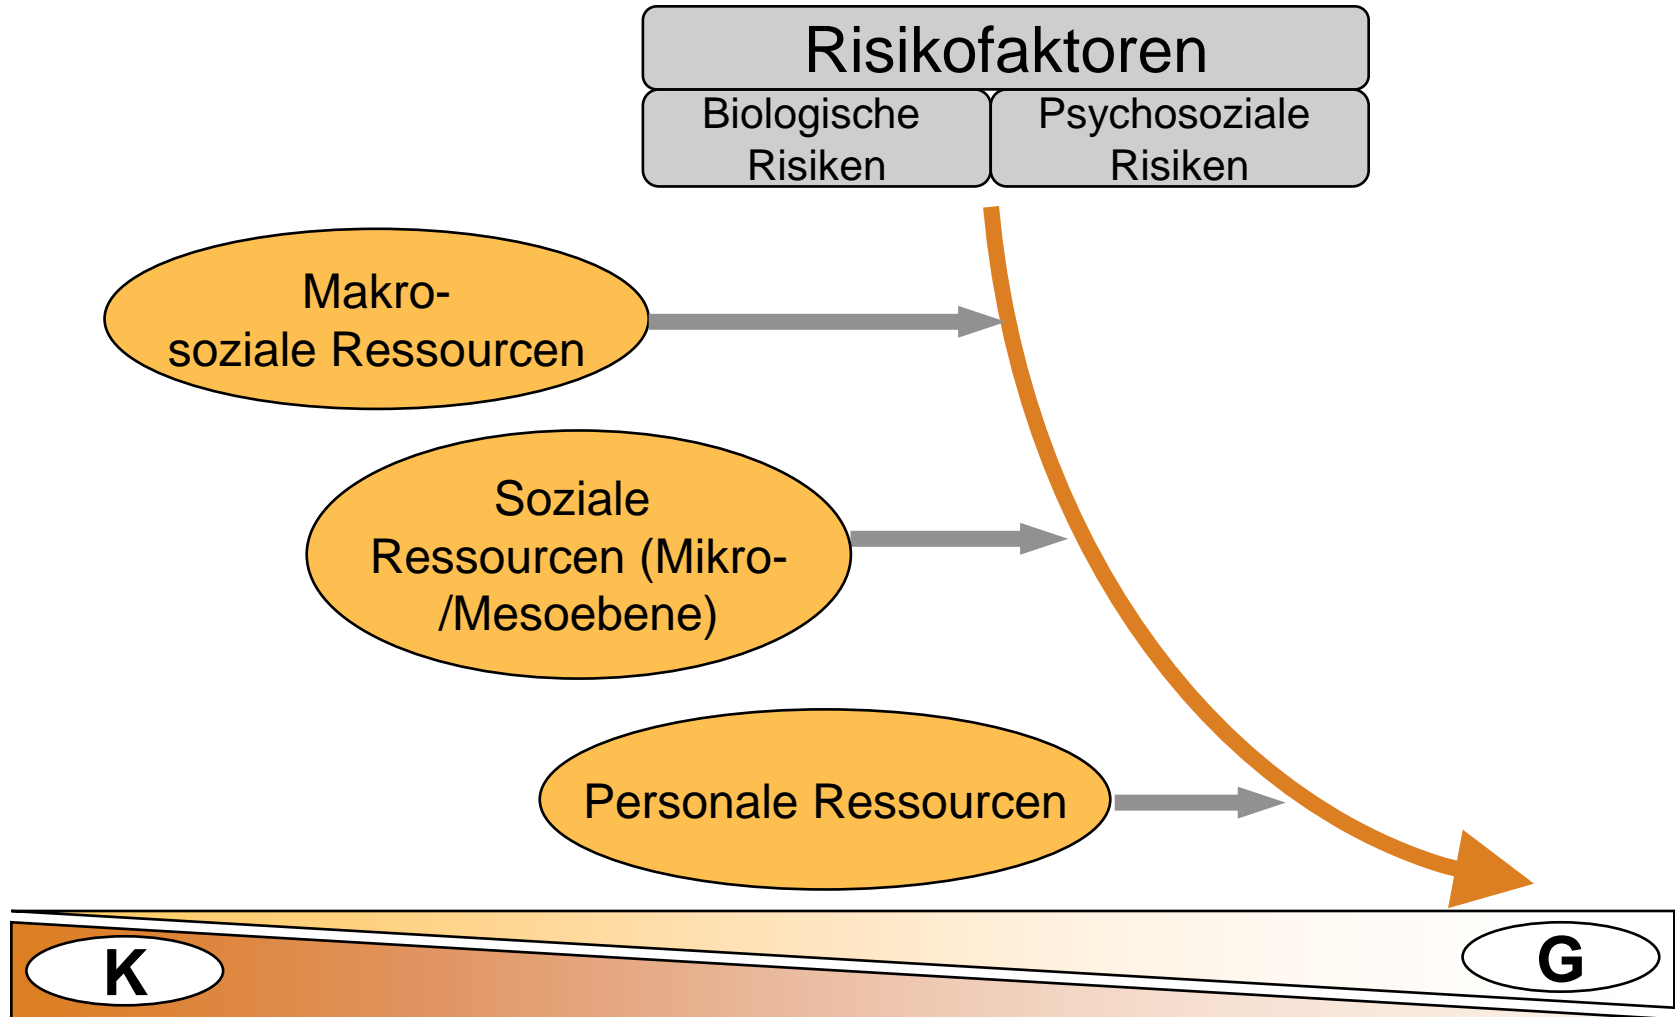 Risikofaktoren
Biologische
Risiken
Psychosoziale
Risiken
Makro-
soziale Ressourcen
Soziale
Ressourcen (Mikro-
/Mesoebene)
Personale Ressourcen
K
G